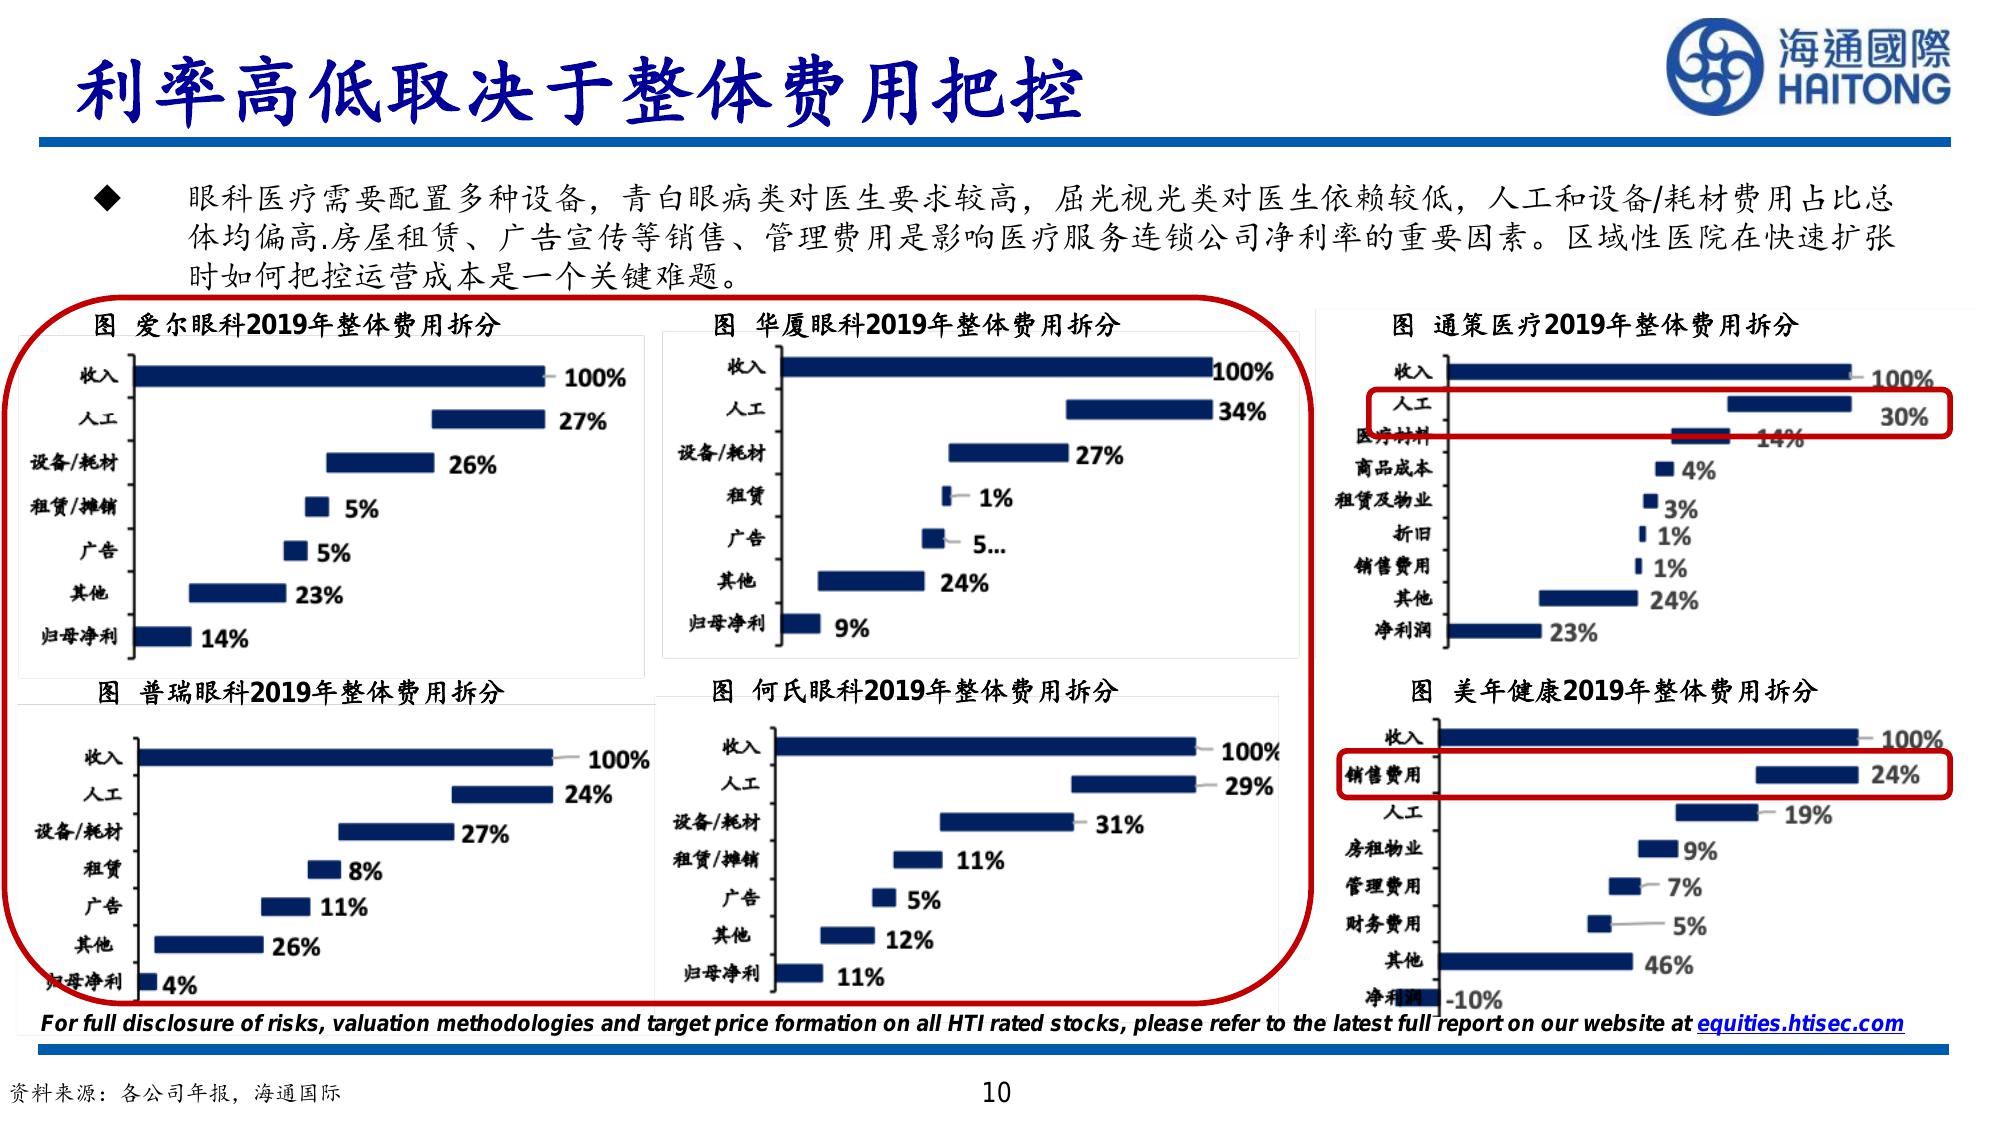 利率高低取决于整体费用把控
海通國際
HAITONG
◆ 眼科医疗需要配置多种设备，青白眼病类对医生要求较高，屈光视光类对医生依赖较低，人工和设备/耗材费用占比总
体均偏高.房屋租赁、广告宣传等销售、管理费用是影响医疗服务连锁公司净利率的重要因素。区域性医院在快速扩张
时如何把控运营成本是一个关键难题。
图 爱尔眼科2019年整体费用拆分
收入 100%
人工 27%
设备/耗材 26%
租赁/摊销 5%
广告 5%
其他 23%
归母净利 14%
图 华厦眼科2019年整体费用拆分
收入 100%
人工 34%
设备/耗材 27%
租赁 1%
广告 5...
其他 24%
归母净利 9%
图 通策医疗2019年整体费用拆分
收入 100%
人工 30%
医疗材料 14%
商品成本 4%
租赁及物业 3%
折旧 1%
销售费用 1%
其他 24%
净利润 23%
图 普瑞眼科2019年整体费用拆分
收入 100%
人工 24%
设备/耗材 27%
租赁 8%
广告 11%
其他 26%
归母净利 4%
图 何氏眼科2019年整体费用拆分
收入 100%
人工 29%
设备/耗材 31%
租赁/摊销 11%
广告 5%
其他 12%
归母净利 11%
图 美年健康2019年整体费用拆分
收入 100%
销售费用 24%
人工 19%
房租物业 9%
管理费用 7%
财务费用 5%
其他 46%
净利润 -10%
For full disclosure of risks, valuation methodologies and target price formation on all HTI rated stocks, please refer to the latest full report on our website at equities.htisec.com
资料来源：各公司年报，海通国际
10